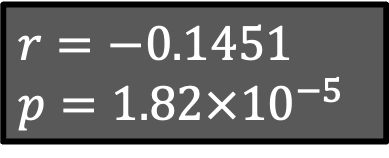 r = −0.1451
p = 1.82×10⁻⁵